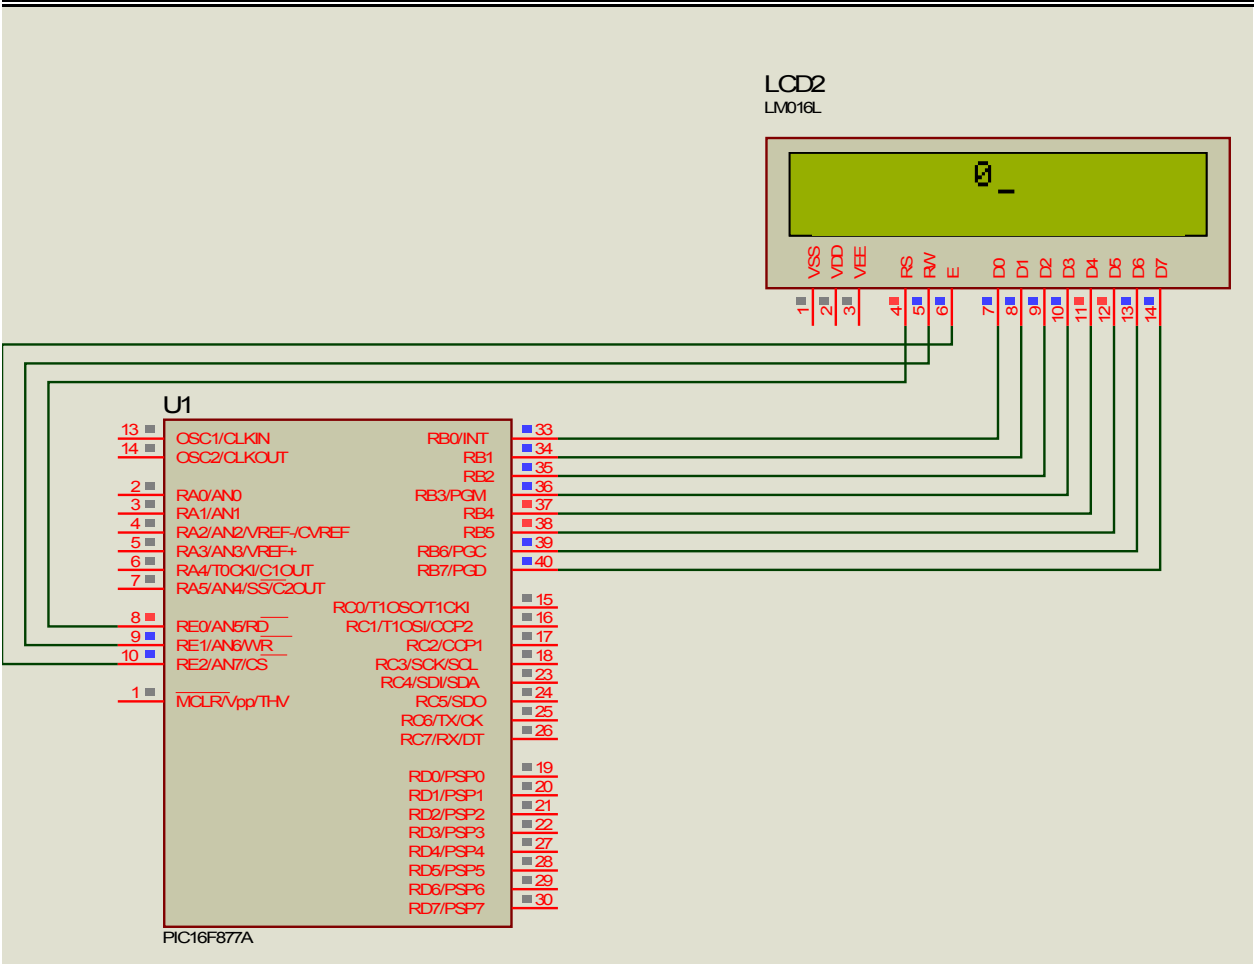 LCD2
LM016L
0_
VSS VDD VEE RS RW E D0 D1 D2 D3 D4 D5 D6 D7
1 2 3 4 5 6 7 8 9 10 11 12 13 14
U1
13 OSC1/CLKIN RB0/INT 33
14 OSC2/CLKOUT RB1 34
RB2 35
2 RA0/AN0 RB3/PGM 36
3 RA1/AN1 RB4 37
4 RA2/AN2/VREF-/CVREF RB5 38
5 RA3/AN3/VREF+ RB6/PGC 39
6 RA4/T0CKI/C1OUT RB7/PGD 40
7 RA5/AN4/SS/C2OUT
RC0/T1OSO/T1CKI 15
8 RE0/AN5/RD RC1/T1OSI/CCP2 16
9 RE1/AN6/WR RC2/CCP1 17
10 RE2/AN7/CS RC3/SCK/SCL 18
RC4/SDI/SDA 23
1 MCLR/Vpp/THV RC5/SDO 24
RC6/TX/CK 25
RC7/RX/DT 26
RD0/PSP0 19
RD1/PSP1 20
RD2/PSP2 21
RD3/PSP3 22
RD4/PSP4 27
RD5/PSP5 28
RD6/PSP6 29
RD7/PSP7 30
PIC16F877A